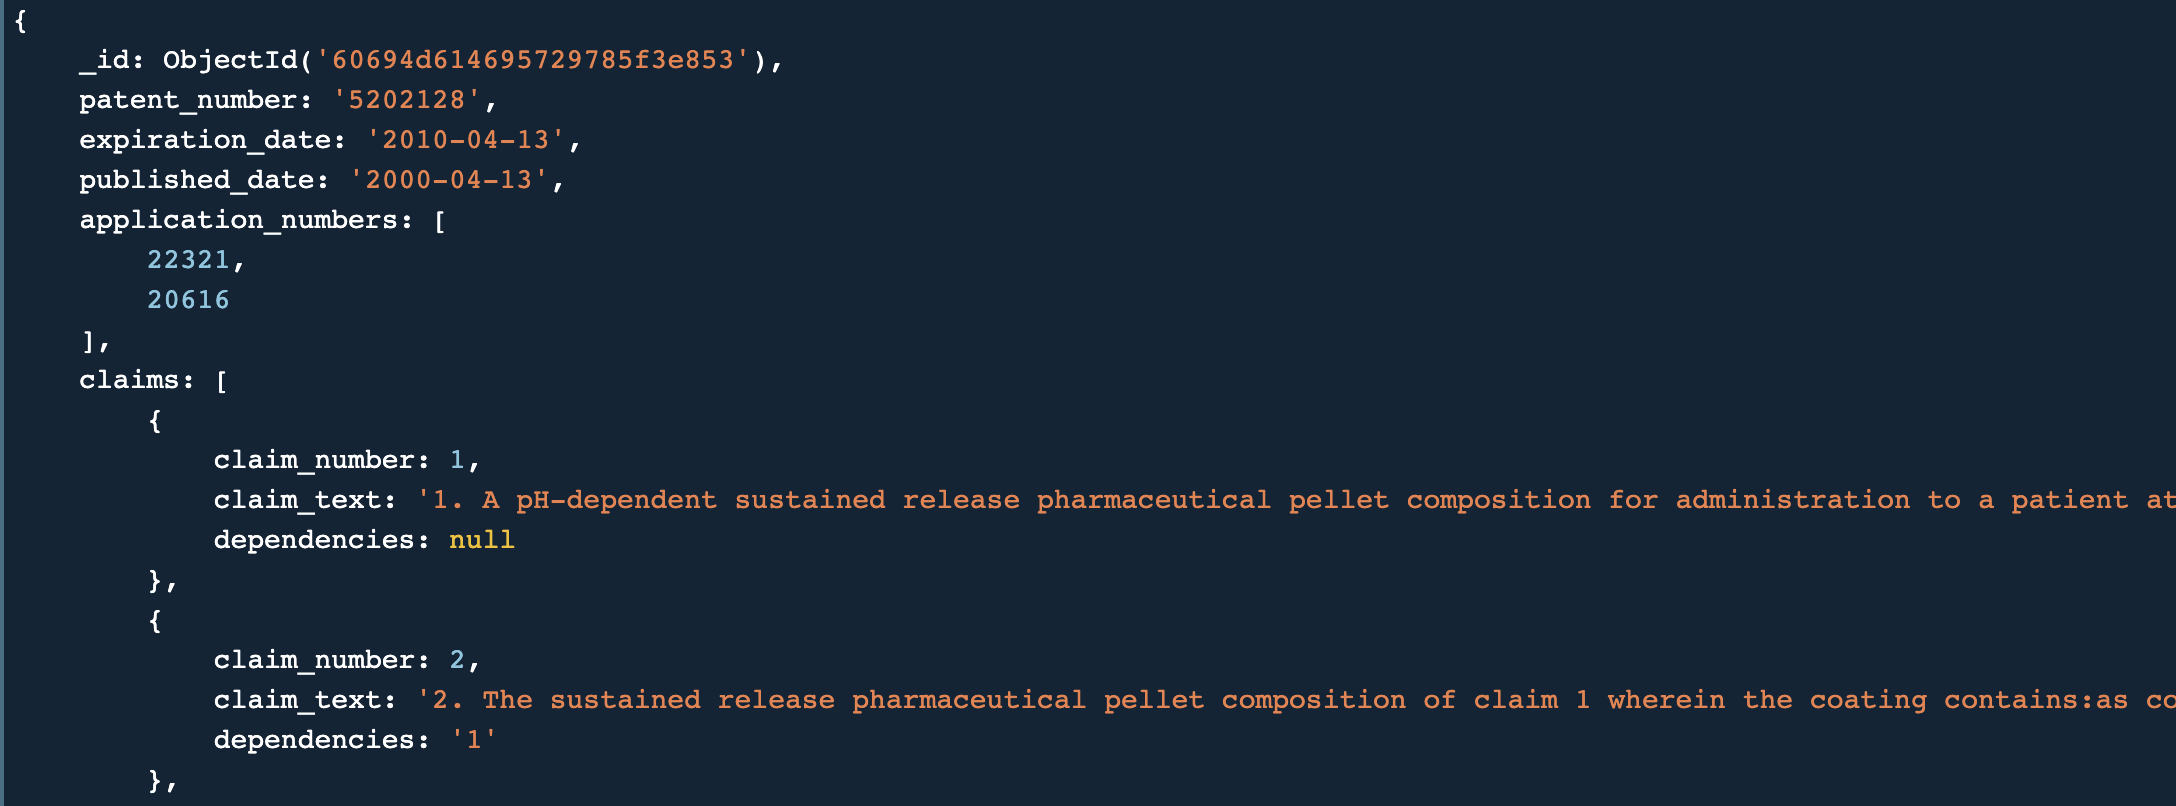 {
_id: ObjectId('60694d614695729785f3e853'),
patent_number: '5202128',
expiration_date: '2010-04-13',
published_date: '2000-04-13',
application_numbers: [
22321,
20616
],
claims: [
{
claim_number: 1,
claim_text: '1. A pH-dependent sustained release pharmaceutical pellet composition for administration to a patient at
dependencies: null
},
{
claim_number: 2,
claim_text: '2. The sustained release pharmaceutical pellet composition of claim 1 wherein the coating contains:as co
dependencies: '1'
},